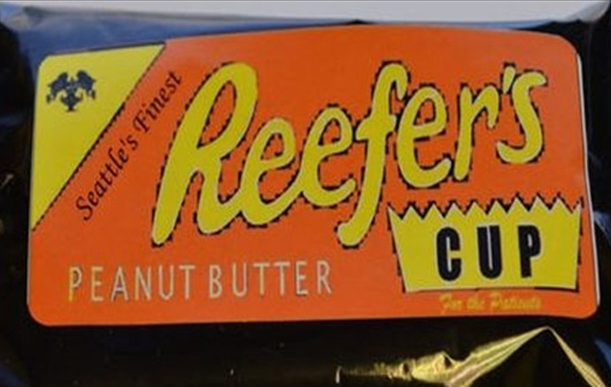 Seattle's Finest
Reefer's
CUP
PEANUT BUTTER
For the Patients